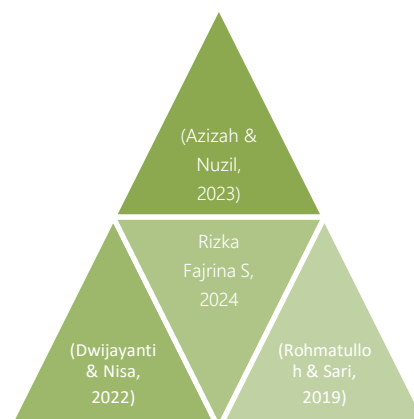 (Azizah &
Nuzil,
2023)
Rizka
Fajrina S,
2024
(Dwijayanti
& Nisa,
2022)
(Rohmatullo
h & Sari,
2019)